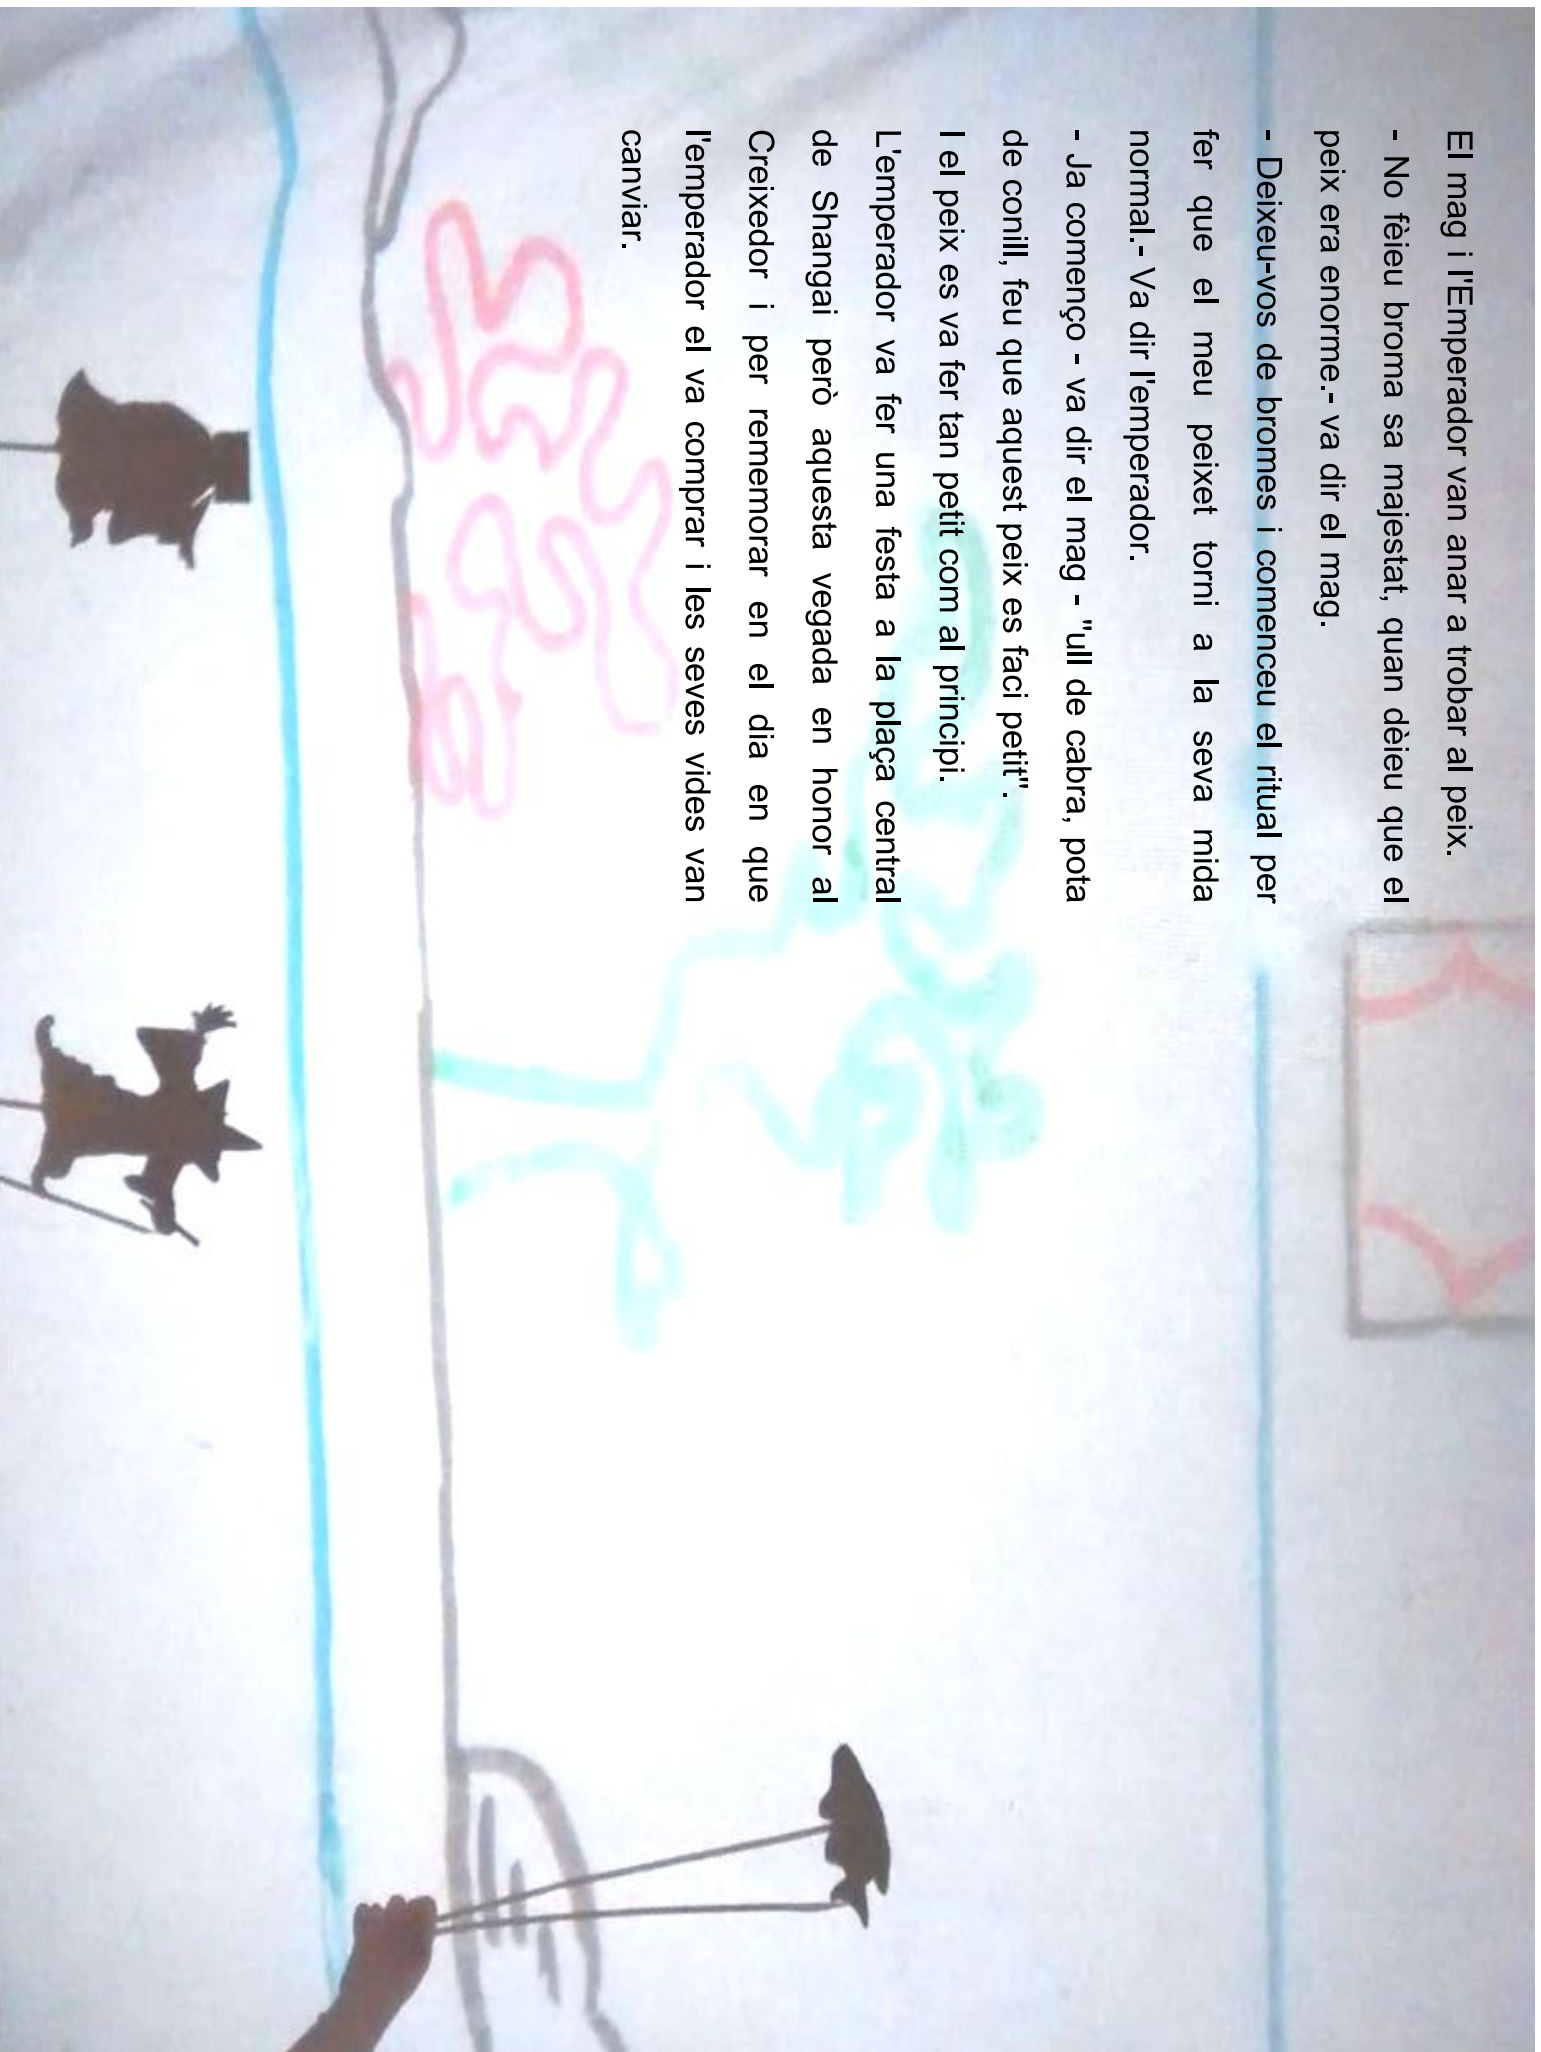 El mag i l'Emperador van anar a trobar al peix.
- No fèieu broma sa majestat, quan dèieu que el
peix era enorme.- va dir el mag.
- Deixeu-vos de bromes i comenceu el ritual per
fer que el meu peixet torni a la seva mida
normal.- Va dir l'emperador.
- Ja començo - va dir el mag - "ull de cabra, pota
de conill, feu que aquest peix es faci petit".
I el peix es va fer tan petit com al principi.
L'emperador va fer una festa a la plaça central
de Shangai però aquesta vegada en honor al
Creixedor i per rememorar en el dia en que
l'emperador el va comprar i les seves vides van
canviar.